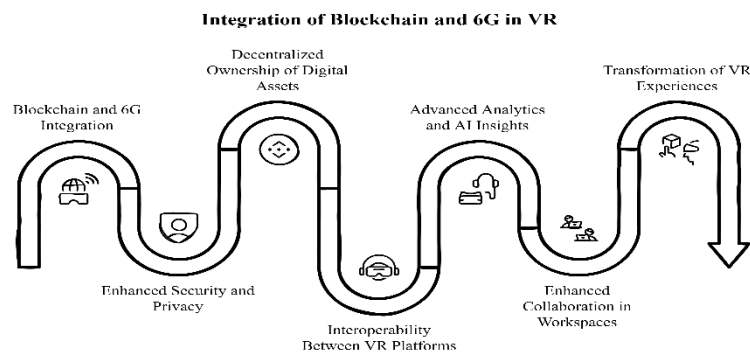 Integration of Blockchain and 6G in VR
Blockchain and 6G
Integration
Enhanced Security and
Privacy
Decentralized
Ownership of Digital
Assets
Interoperability
Between VR Platforms
Advanced Analytics
and AI Insights
Enhanced
Collaboration in
Workspaces
Transformation of VR
Experiences